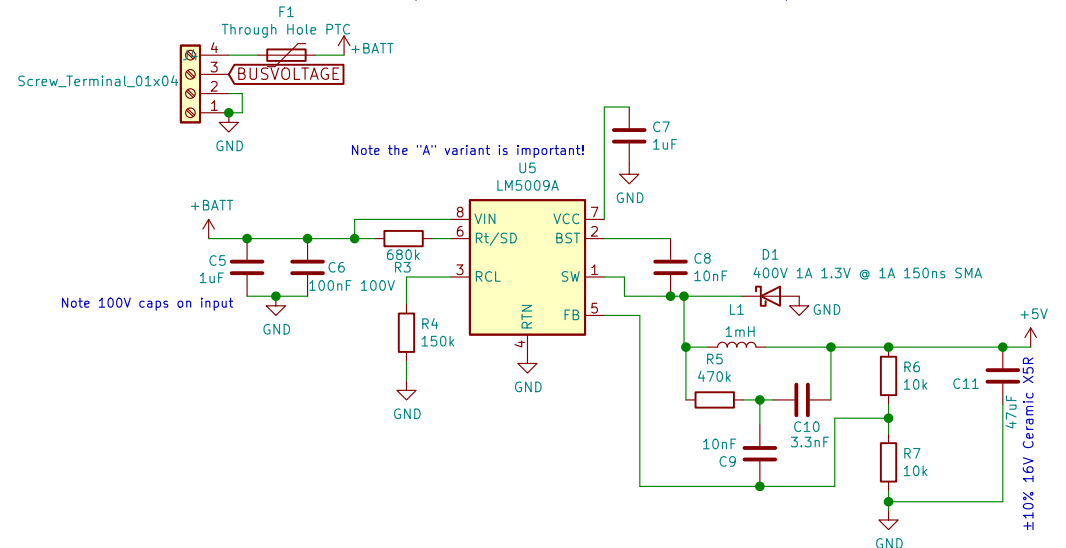 F1
Through Hole PTC
+BATT
4
3
2
1
BUSVOLTAGE
Screw_Terminal_01x04
GND
Note the "A" variant is important!
U5
LM5009A
C7
1uF
GND
+BATT
8
VIN
VCC
7
6
Rt/SD
BST
2
680k
R3
3
RCL
SW
1
FB
5
RTN
4
GND
C5
1uF
C6
100nF 100V
Note 100V caps on input
GND
R4
150k
GND
C8
10nF
D1
400V 1A 1.3V @ 1A 150ns SMA
GND
L1
1mH
+5V
R5
470k
C10
3.3nF
10nF
C9
R6
10k
R7
10k
C11
47uF
±10% 16V Ceramic X5R
GND